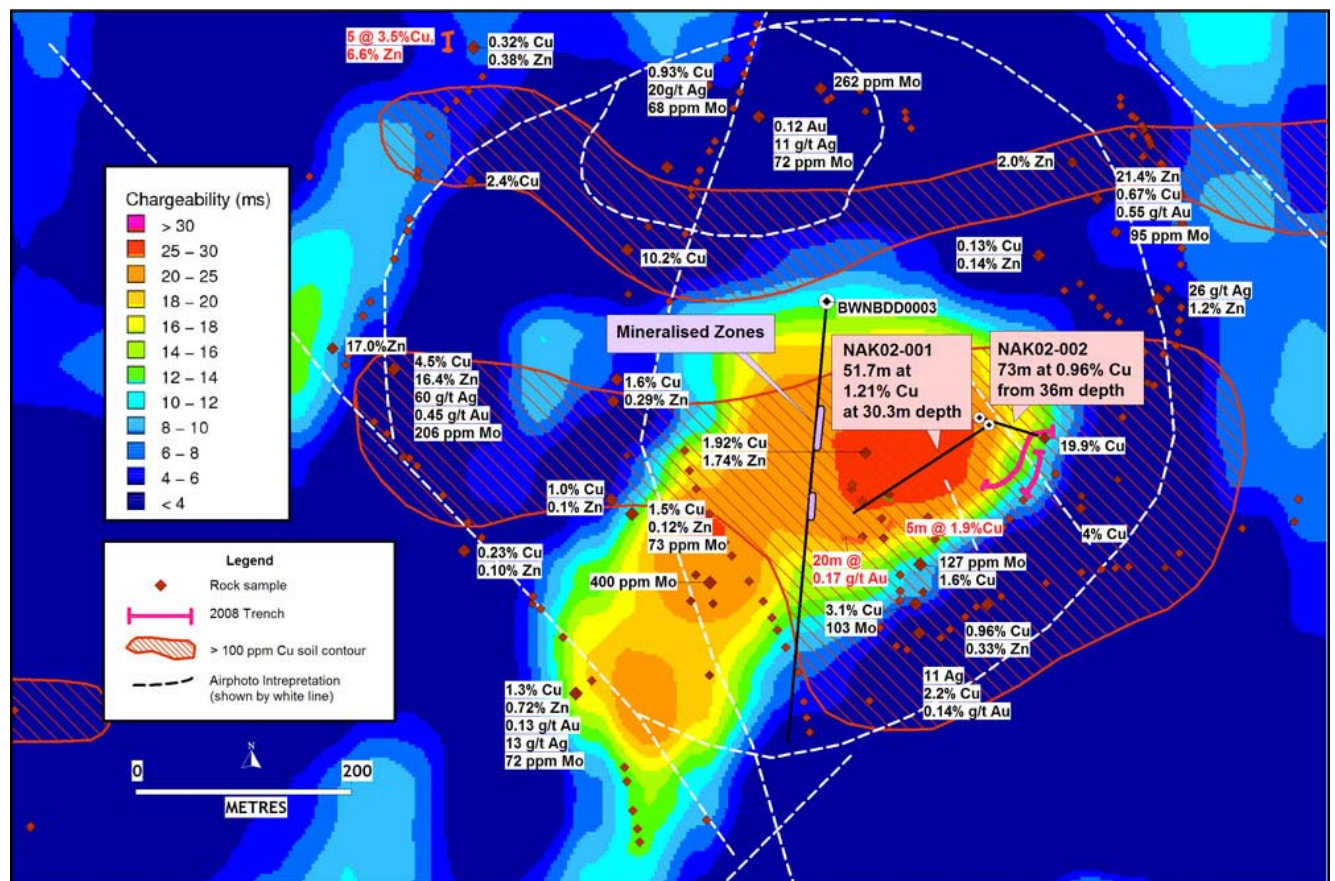 5 @ 3.5%Cu,
6.6% Zn
0.32% Cu
0.38% Zn
0.93% Cu
20g/t Ag
68 ppm Mo
262 ppm Mo
0.12 Au
11 g/t Ag
72 ppm Mo
2.0% Zn
21.4% Zn
0.67% Cu
0.55 g/t Au
95 ppm Mo
2.4%Cu
10.2% Cu
0.13% Cu
0.14% Zn
26 g/t Ag
1.2% Zn
Chargeability (ms)
> 30
25 – 30
20 – 25
18 – 20
16 – 18
14 – 16
12 – 14
10 – 12
8 – 10
6 – 8
4 – 6
< 4
BWNBDD0003
Mineralised Zones
NAK02-001
51.7m at
1.21% Cu
at 30.3m depth
NAK02-002
73m at 0.96% Cu
from 36m depth
17.0%Zn
4.5% Cu
16.4% Zn
60 g/t Ag
0.45 g/t Au
206 ppm Mo
1.6% Cu
0.29% Zn
1.92% Cu
1.74% Zn
19.9% Cu
1.0% Cu
0.1% Zn
1.5% Cu
0.12% Zn
73 ppm Mo
5m @ 1.9%Cu
4% Cu
0.23% Cu
0.10% Zn
400 ppm Mo
20m @
0.17 g/t Au
127 ppm Mo
1.6% Cu
3.1% Cu
103 Mo
0.96% Cu
0.33% Zn
11 Ag
2.2% Cu
0.14% g/t Au
1.3% Cu
0.72% Zn
0.13 g/t Au
13 g/t Ag
72 ppm Mo
Legend
Rock sample
2008 Trench
> 100 ppm Cu soil contour
Airphoto Intrepretation
(shown by white line)
N
0 200
METRES